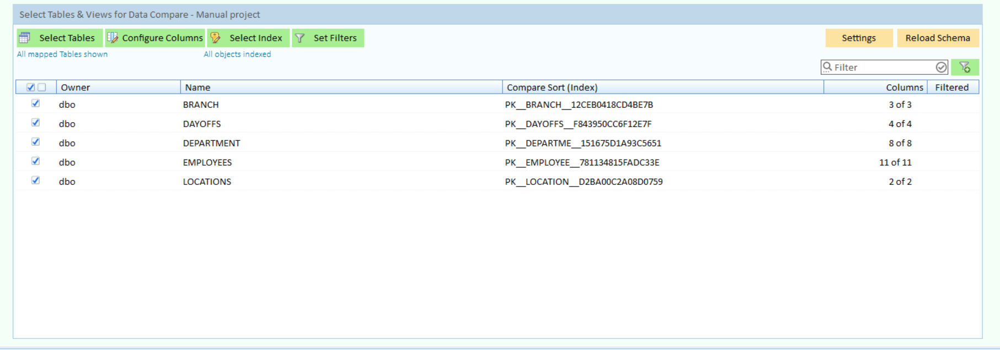 Select Tables & Views for Data Compare - Manual project
Select Tables Configure Columns Select Index Set Filters Settings Reload Schema
All mapped Tables shown All objects indexed
Filter
Owner Name Compare Sort (Index) Columns Filtered
dbo BRANCH PK__BRANCH__12CEB0418CD4BE7B 3 of 3
dbo DAYOFFS PK__DAYOFFS__F843950CC6F12E7F 4 of 4
dbo DEPARTMENT PK__DEPARTME__151675D1A93C5651 8 of 8
dbo EMPLOYEES PK__EMPLOYEE__781134815FADC33E 11 of 11
dbo LOCATIONS PK__LOCATION__D2BA00C2A08D0759 2 of 2